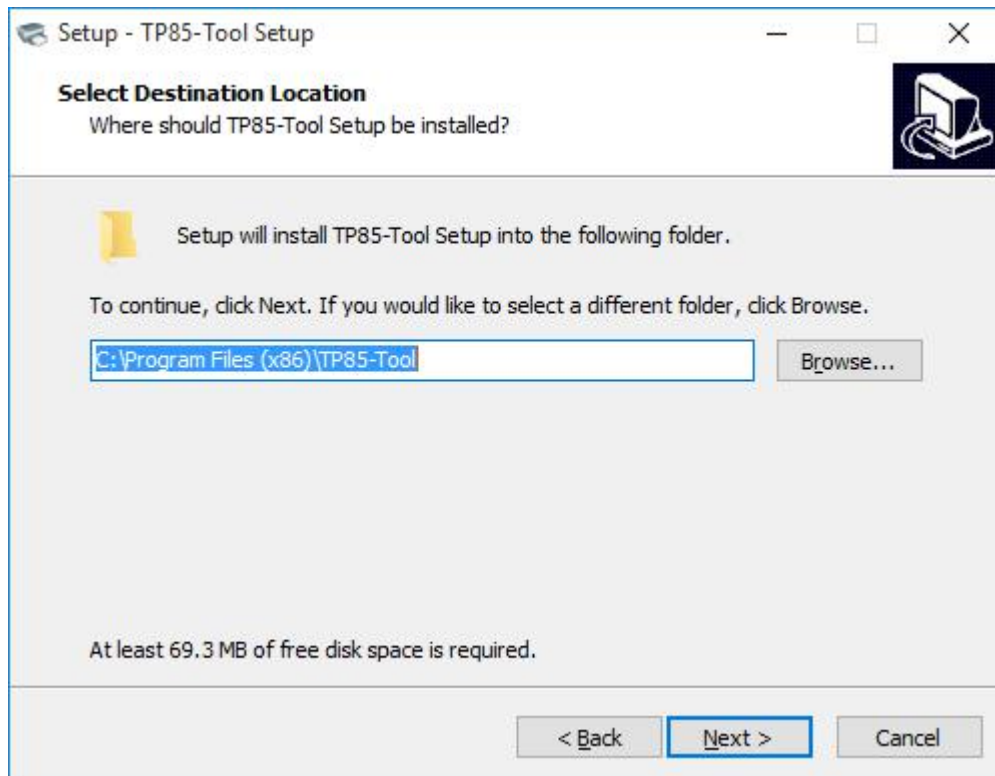 Setup - TP85-Tool Setup
Select Destination Location
Where should TP85-Tool Setup be installed?
Setup will install TP85-Tool Setup into the following folder.
To continue, click Next. If you would like to select a different folder, click Browse.
C:\Program Files (x86)\TP85-Tool
Browse...
At least 69.3 MB of free disk space is required.
< Back
Next >
Cancel